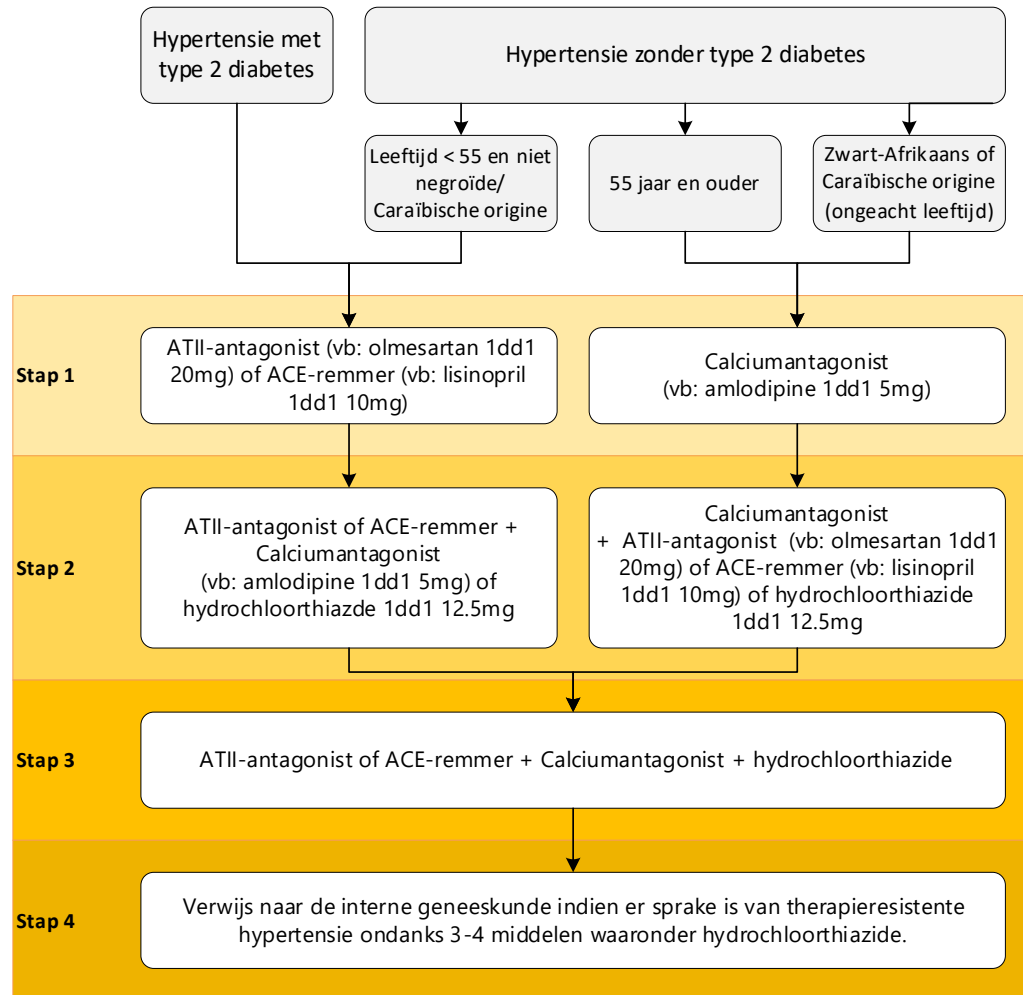 Hypertensie met
type 2 diabetes
Hypertensie zonder type 2 diabetes
Leeftijd < 55 en niet
negroïde/
Caraïbische origine
55 jaar en ouder
Zwart-Afrikaans of
Caraïbische origine
(ongeacht leeftijd)
Stap 1
ATII-antagonist (vb: olmesartan 1dd1
20mg) of ACE-remmer (vb: lisinopril
1dd1 10mg)
Calciumantagonist
(vb: amlodipine 1dd1 5mg)
Stap 2
ATII-antagonist of ACE-remmer +
Calciumantagonist
(vb: amlodipine 1dd1 5mg) of
hydrochloorthiazde 1dd1 12.5mg
Calciumantagonist
+ ATII-antagonist (vb: olmesartan 1dd1
20mg) of ACE-remmer (vb: lisinopril
1dd1 10mg) of hydrochloorthiazide
1dd1 12.5mg
Stap 3
ATII-antagonist of ACE-remmer + Calciumantagonist + hydrochloorthiazide
Stap 4
Verwijs naar de interne geneeskunde indien er sprake is van therapieresistente
hypertensie ondanks 3-4 middelen waaronder hydrochloorthiazide.